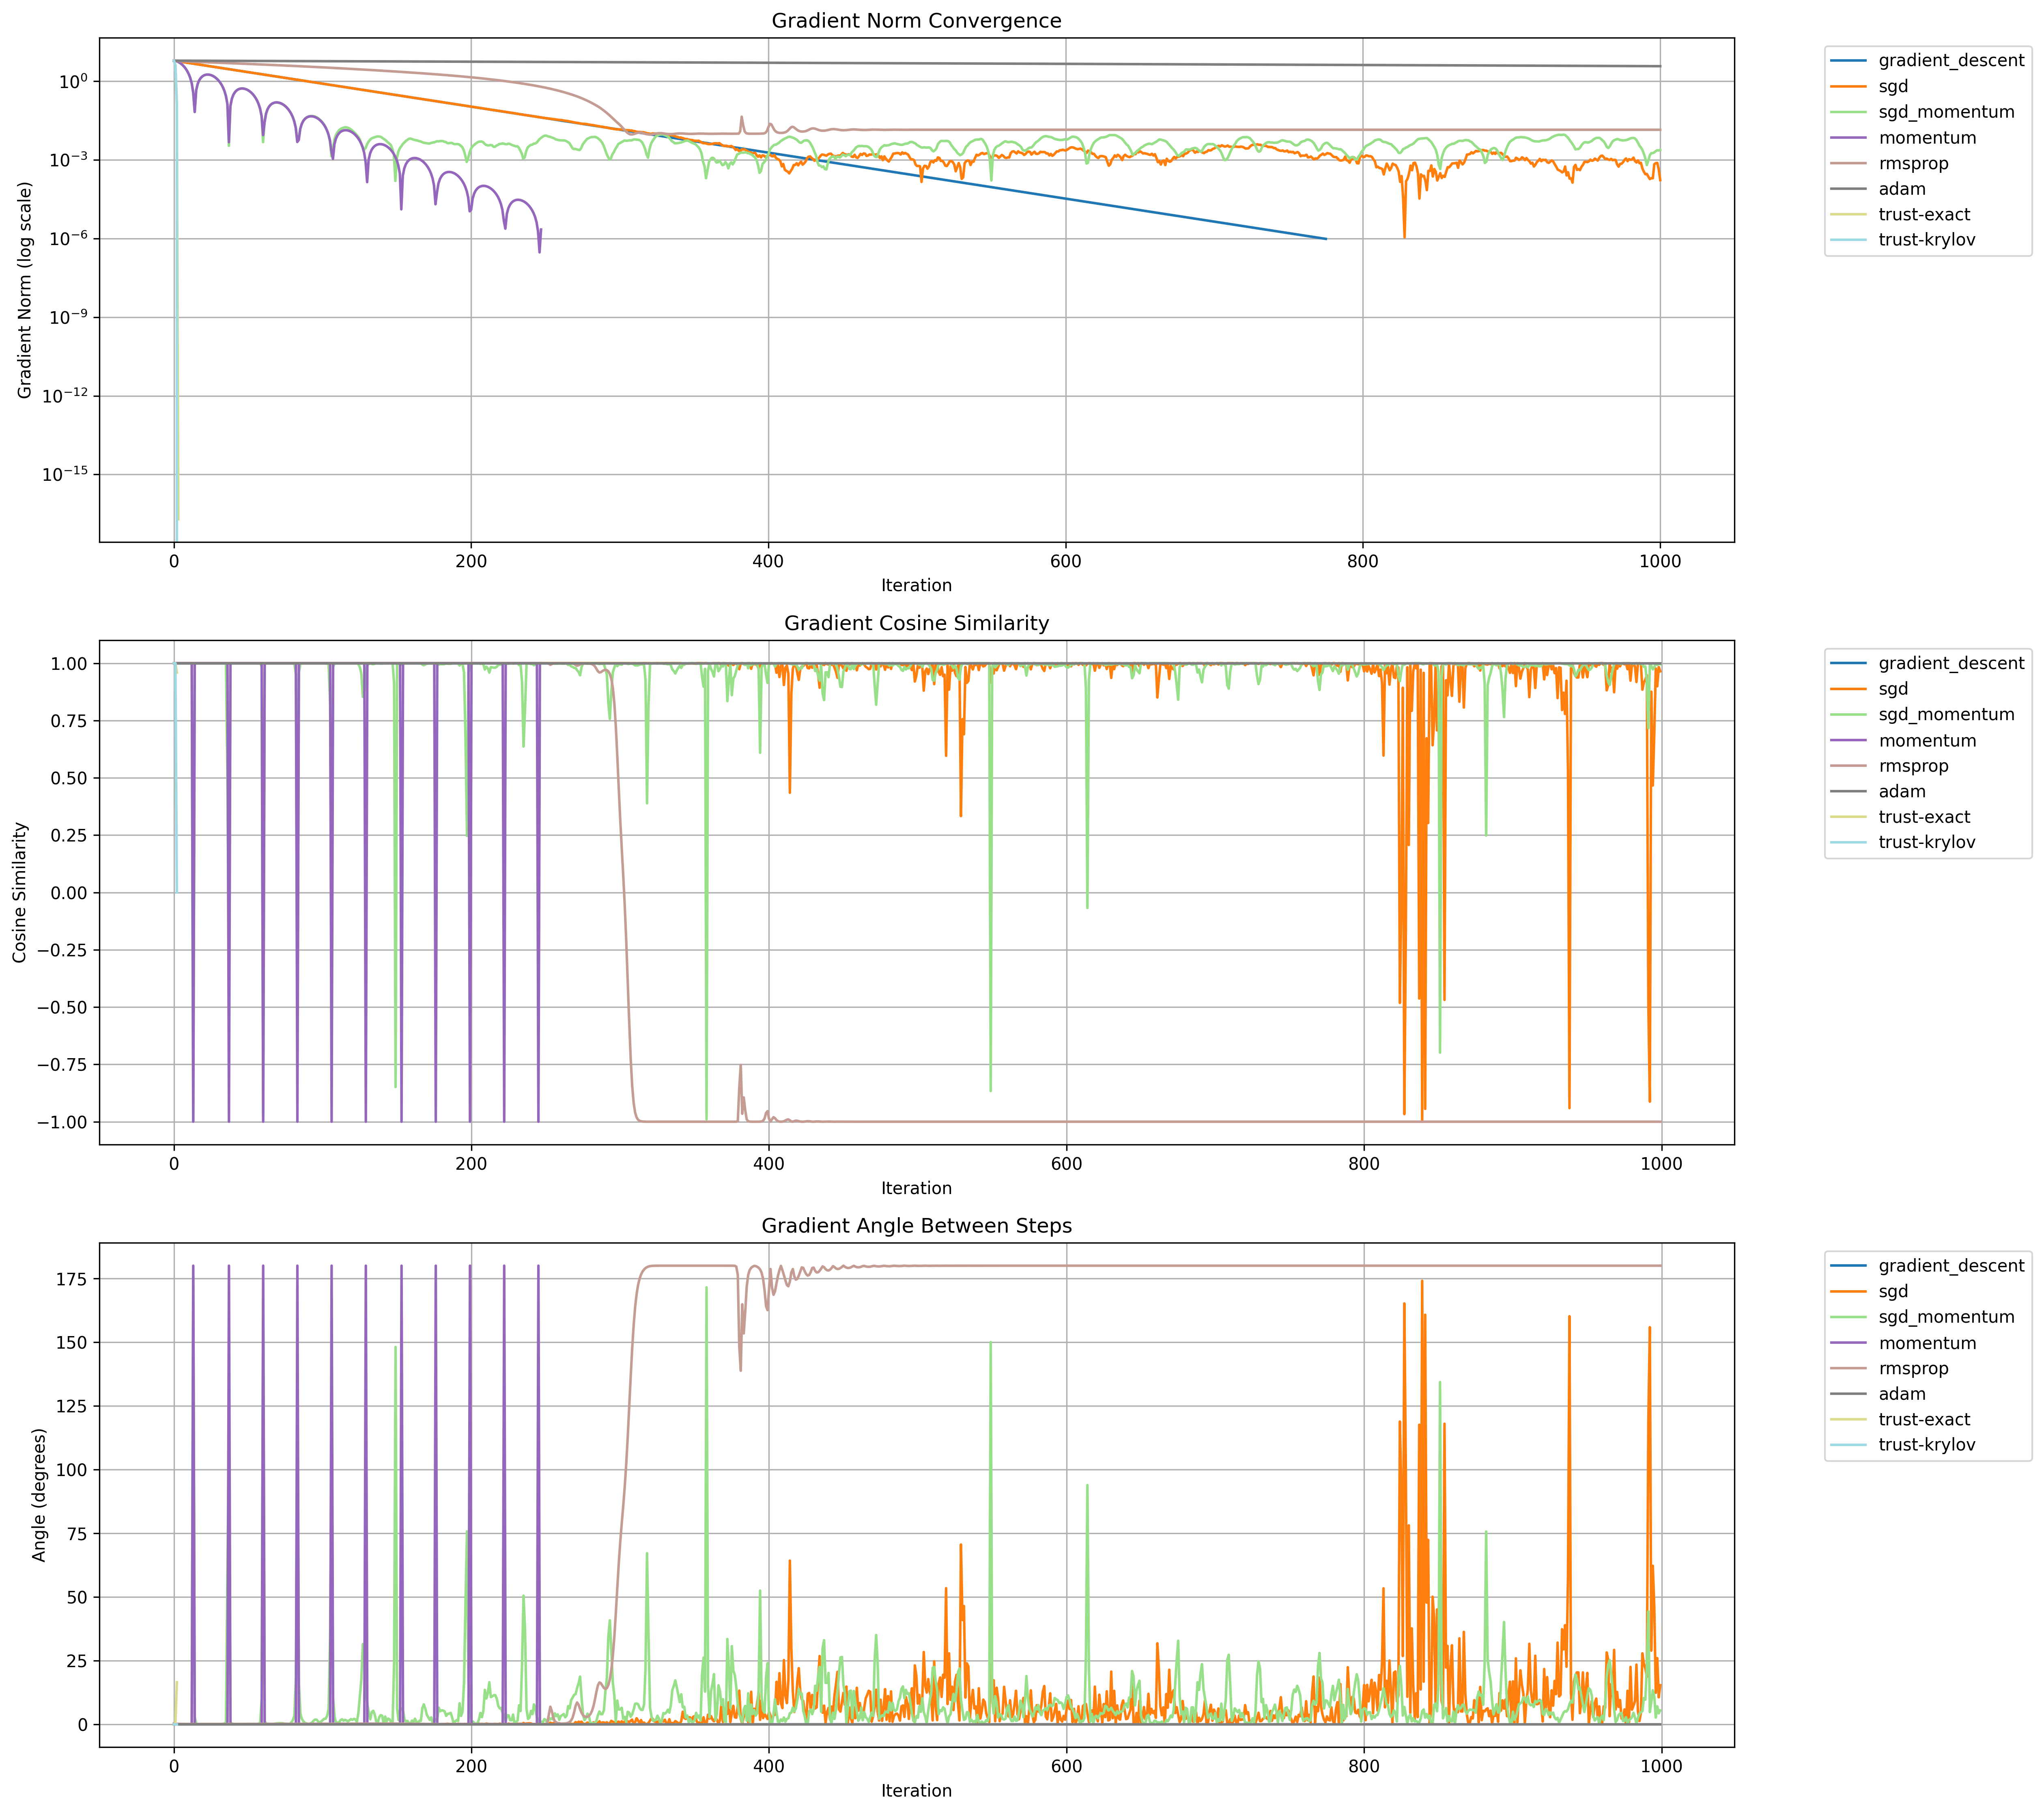 Gradient Norm Convergence
Gradient Norm (log scale)
10⁰
10⁻³
10⁻⁶
10⁻⁹
10⁻¹²
10⁻¹⁵
0 200 400 600 800 1000
Iteration
gradient_descent
sgd
sgd_momentum
momentum
rmsprop
adam
trust-exact
trust-krylov
Gradient Cosine Similarity
Cosine Similarity
1.00
0.75
0.50
0.25
0.00
−0.25
−0.50
−0.75
−1.00
0 200 400 600 800 1000
Iteration
gradient_descent
sgd
sgd_momentum
momentum
rmsprop
adam
trust-exact
trust-krylov
Gradient Angle Between Steps
Angle (degrees)
175
150
125
100
75
50
25
0
0 200 400 600 800 1000
Iteration
gradient_descent
sgd
sgd_momentum
momentum
rmsprop
adam
trust-exact
trust-krylov